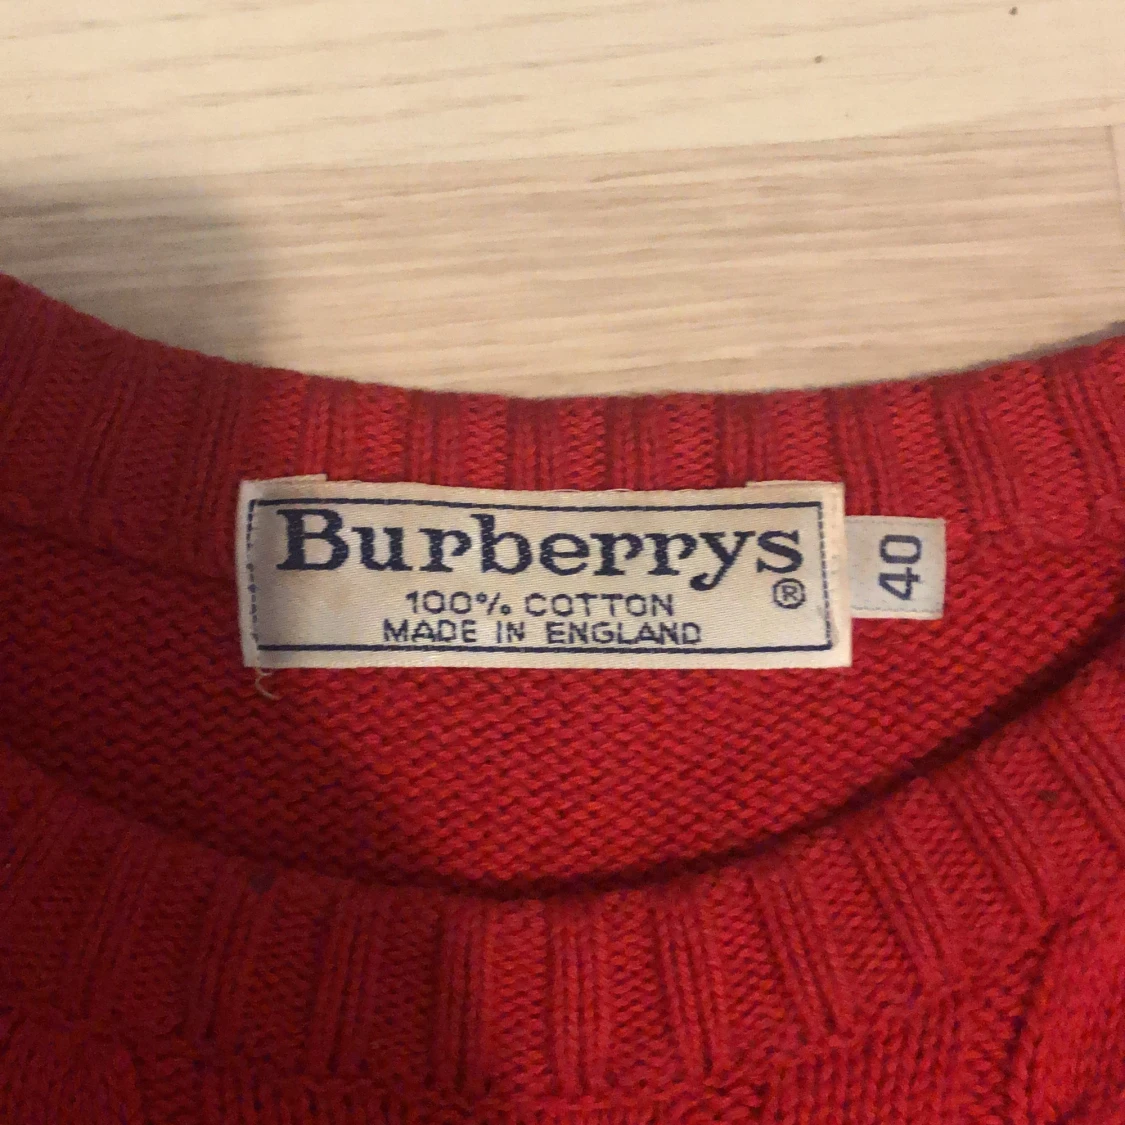 Burberrys
®
100% COTTON
MADE IN ENGLAND
40